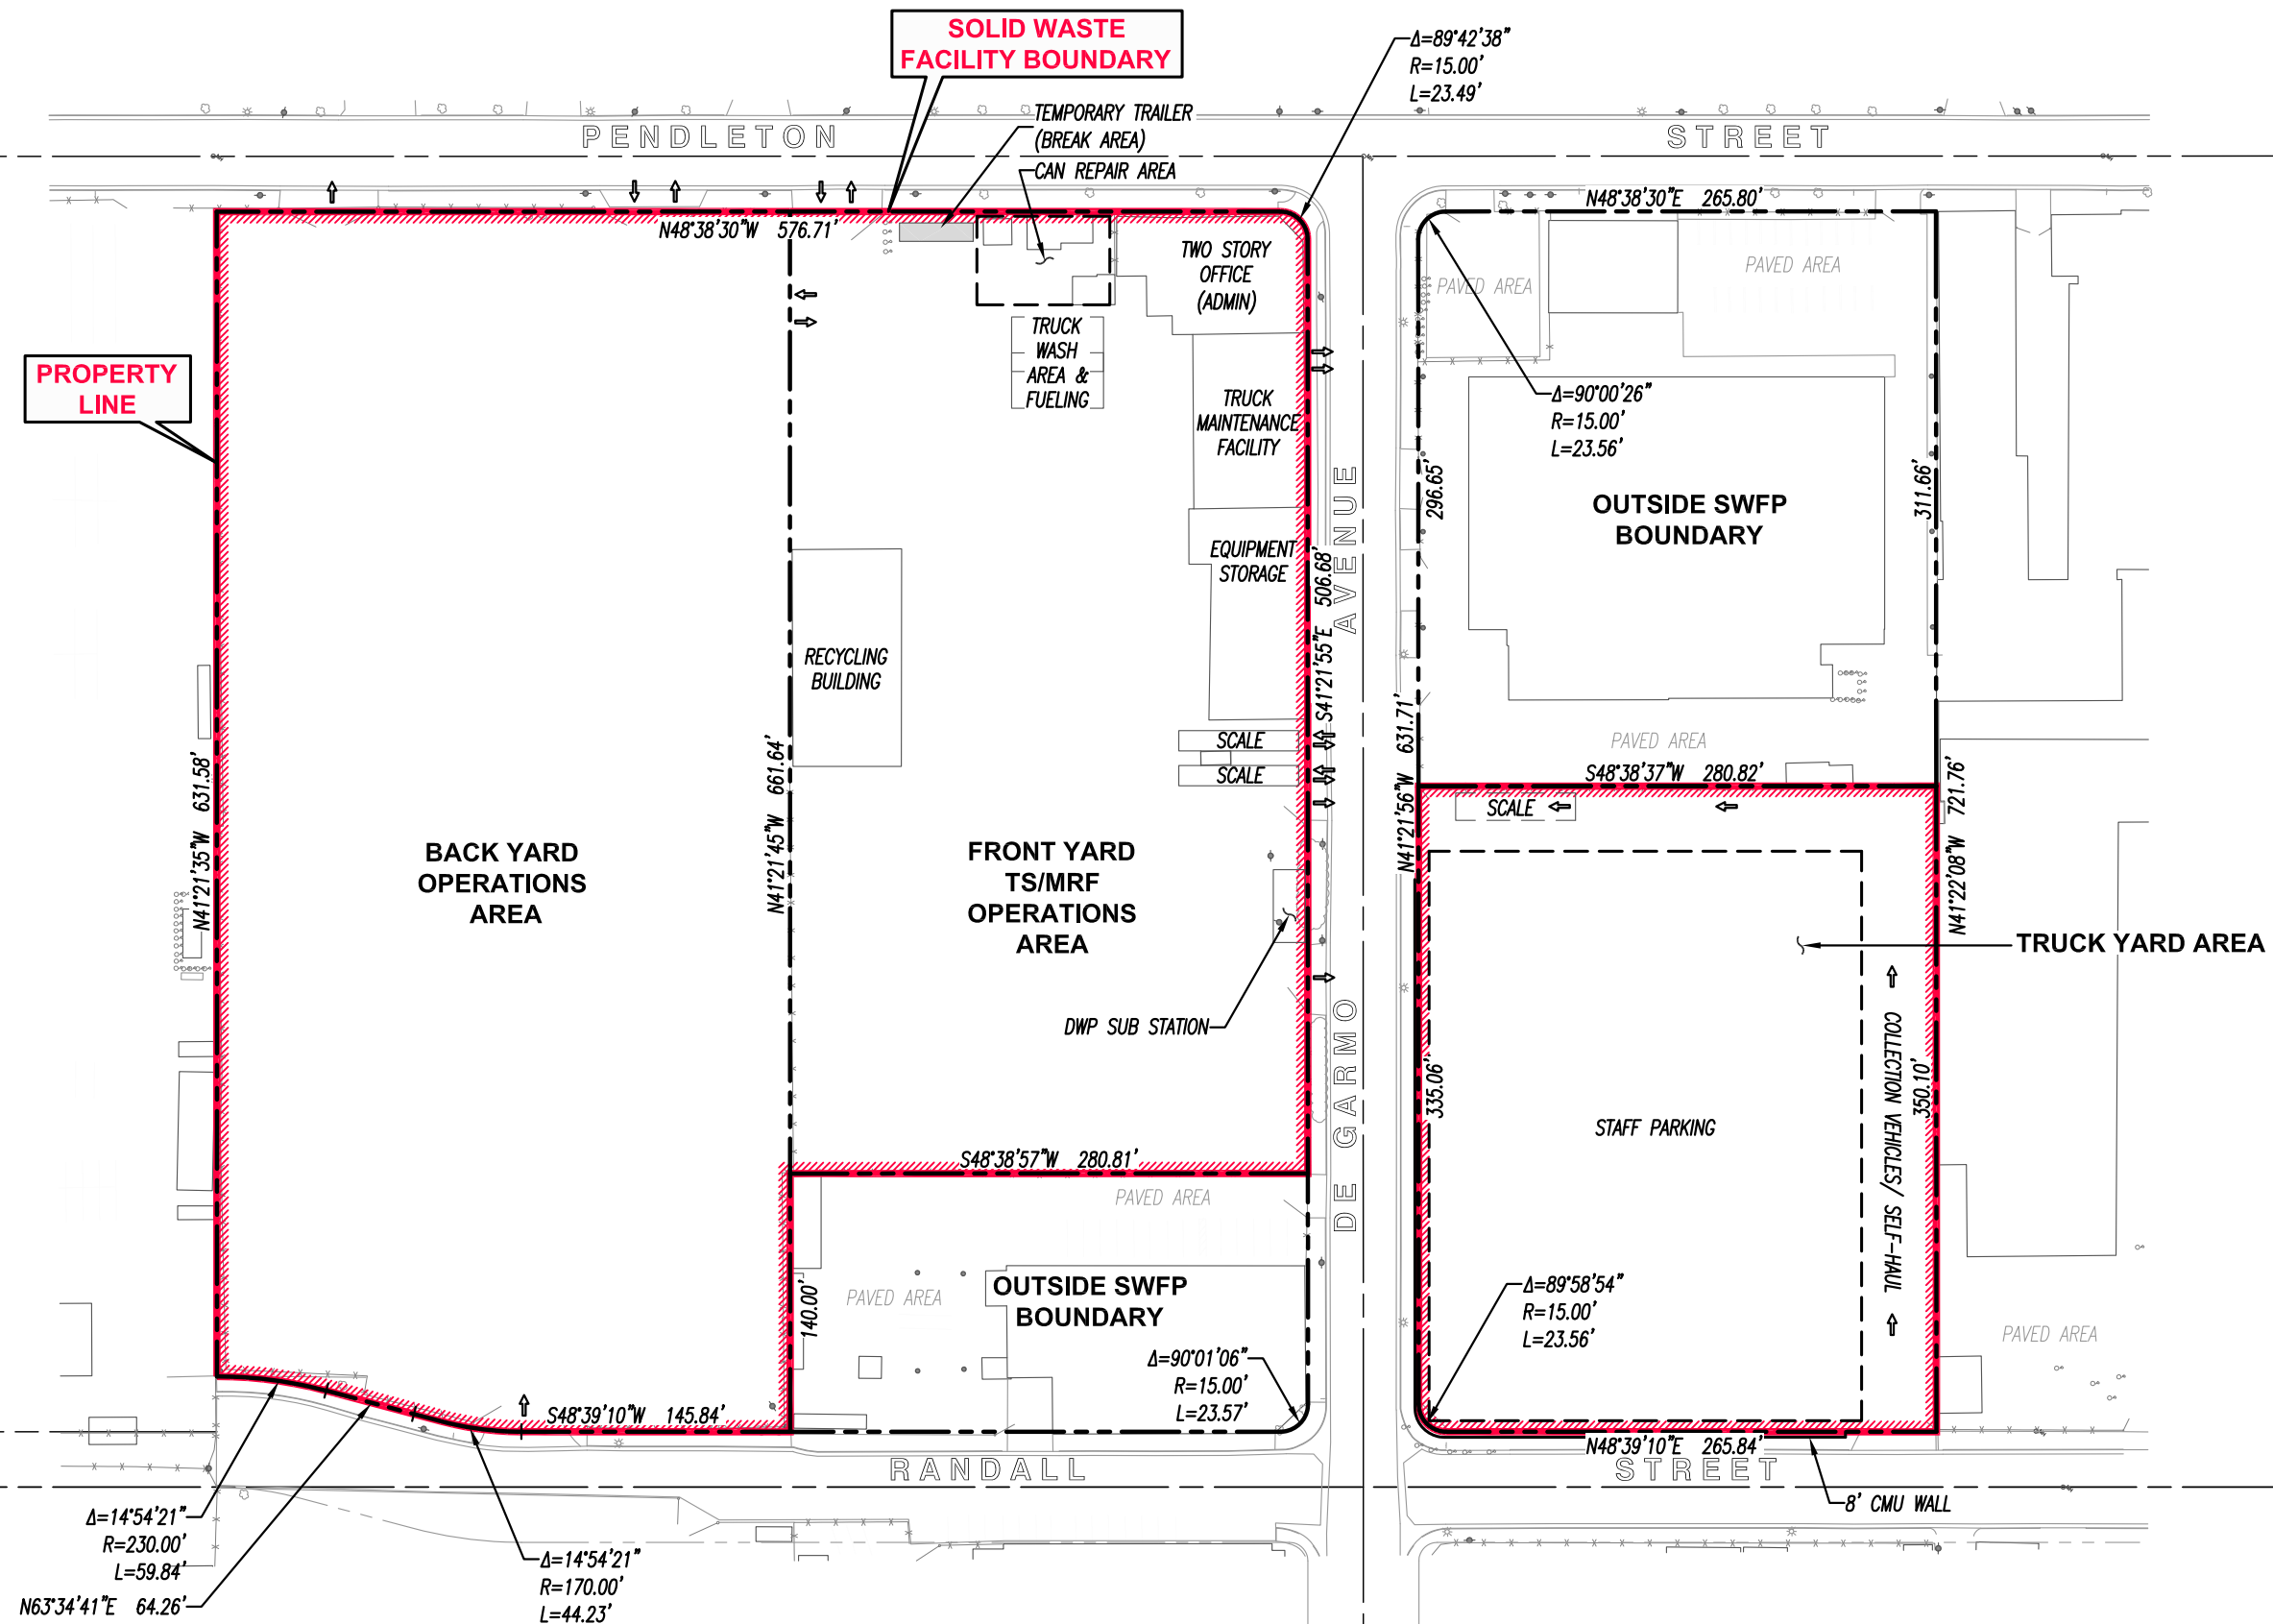 SOLID WASTE
FACILITY BOUNDARY
Δ=89°42'38"
R=15.00'
L=23.49'
TEMPORARY TRAILER
(BREAK AREA)
CAN REPAIR AREA
PENDLETON
STREET
N48°38'30"W 576.71'
N48°38'30"E 265.80'
TWO STORY
OFFICE
(ADMIN)
PAVED AREA
PAVED AREA
TRUCK
WASH
AREA &
FUELING
PROPERTY
LINE
TRUCK
MAINTENANCE
FACILITY
Δ=90°00'26"
R=15.00'
L=23.56'
296.65'
311.66'
OUTSIDE SWFP
BOUNDARY
EQUIPMENT
STORAGE
S41°21'55"E 506.68'
AVENUE
RECYCLING
BUILDING
SCALE
SCALE
N41°21'35"W 631.58'
N41°21'45"W 661.64'
N41°21'56"W 631.71'
PAVED AREA
S48°38'37"W 280.82'
SCALE
N41°22'08"W 721.76'
BACK YARD
OPERATIONS
AREA
FRONT YARD
TS/MRF
OPERATIONS
AREA
TRUCK YARD AREA
DWP SUB STATION
DE GARMO
335.06'
COLLECTION VEHICLES/ SELF-HAUL
350.10'
STAFF PARKING
S48°38'57"W 280.81'
PAVED AREA
140.00'
PAVED AREA
OUTSIDE SWFP
BOUNDARY
Δ=90°01'06"
R=15.00'
L=23.57'
Δ=89°58'54"
R=15.00'
L=23.56'
PAVED AREA
S48°39'10"W 145.84'
N48°39'10"E 265.84'
RANDALL
STREET
8' CMU WALL
Δ=14°54'21"
R=230.00'
L=59.84'
N63°34'41"E 64.26'
Δ=14°54'21"
R=170.00'
L=44.23'